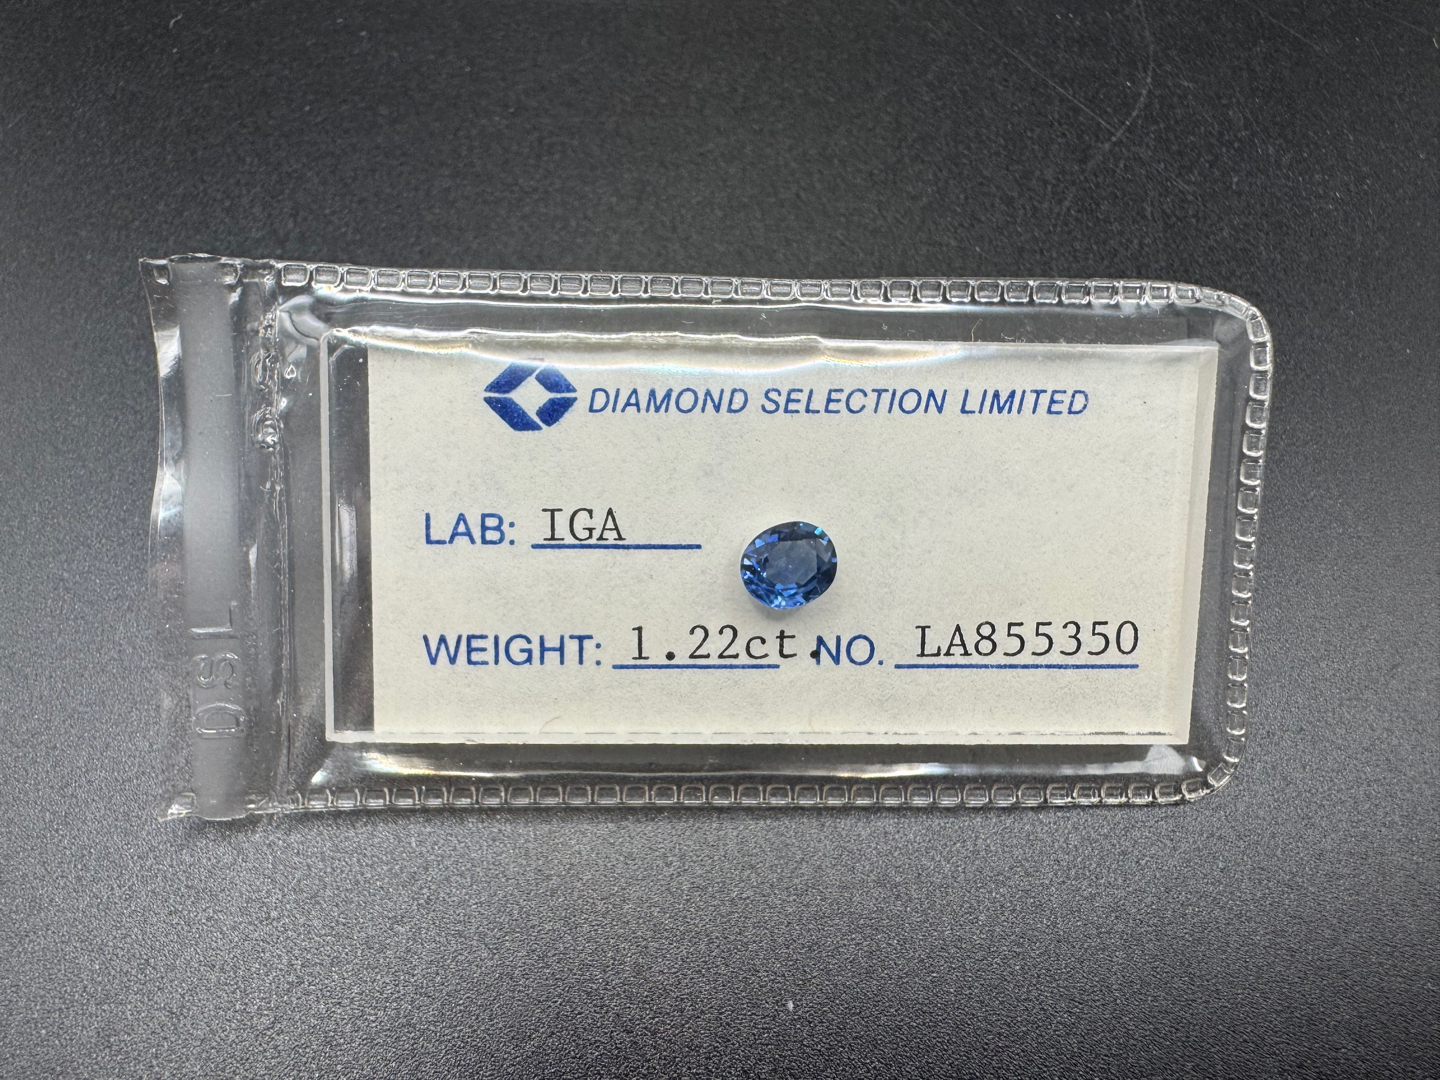 DIAMOND SELECTION LIMITED
LAB: IGA
WEIGHT: 1.22ct. NO. LA855350
DSL